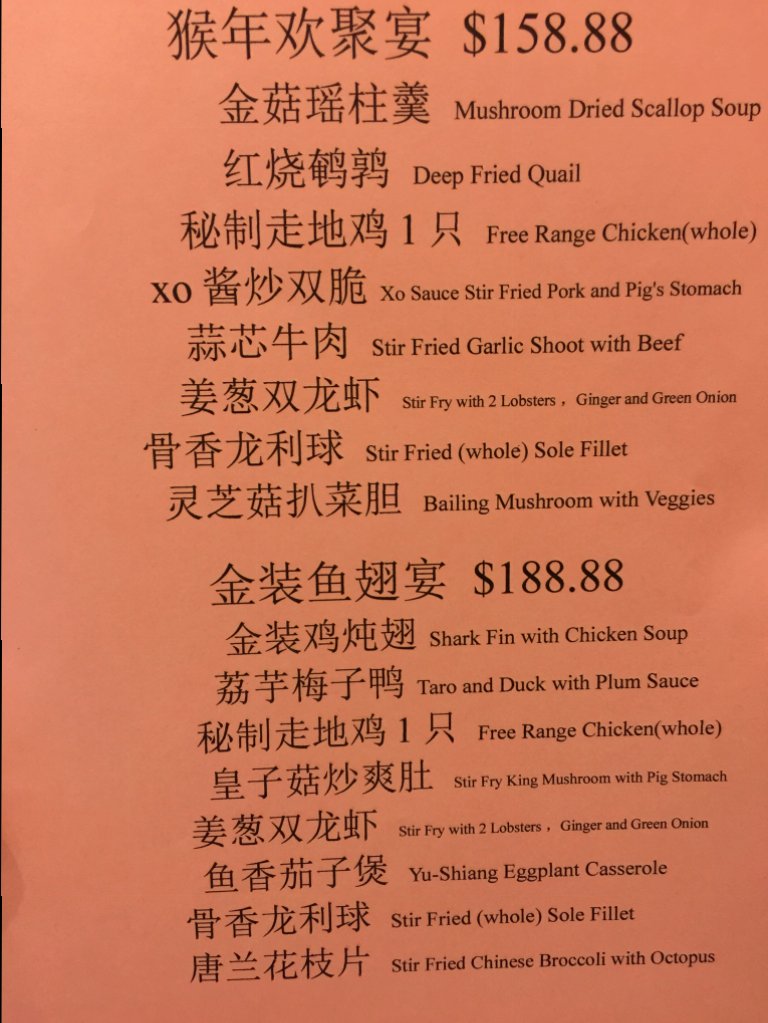 猴年欢聚宴 $158.88
金菇瑶柱羹 Mushroom Dried Scallop Soup
红烧鹌鹑 Deep Fried Quail
秘制走地鸡 1 只 Free Range Chicken(whole)
xo 酱炒双脆 Xo Sauce Stir Fried Pork and Pig's Stomach
蒜芯牛肉 Stir Fried Garlic Shoot with Beef
姜葱双龙虾 Stir Fry with 2 Lobsters ，Ginger and Green Onion
骨香龙利球 Stir Fried (whole) Sole Fillet
灵芝菇扒菜胆 Bailing Mushroom with Veggies
金装鱼翅宴 $188.88
金装鸡炖翅 Shark Fin with Chicken Soup
荔芋梅子鸭 Taro and Duck with Plum Sauce
秘制走地鸡 1 只 Free Range Chicken(whole)
皇子菇炒爽肚 Stir Fry King Mushroom with Pig Stomach
姜葱双龙虾 Stir Fry with 2 Lobsters ，Ginger and Green Onion
鱼香茄子煲 Yu-Shiang Eggplant Casserole
骨香龙利球 Stir Fried (whole) Sole Fillet
唐兰花枝片 Stir Fried Chinese Broccoli with Octopus